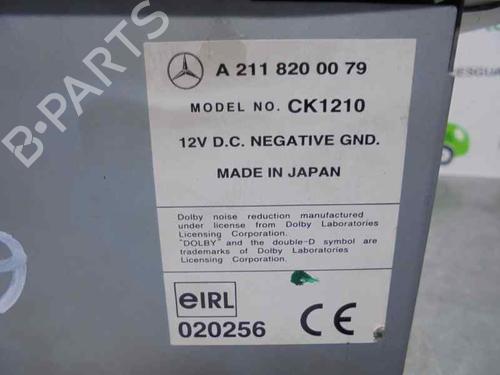 A 211 820 00 79
MODEL NO. CK1210
12V D.C. NEGATIVE GND.
MADE IN JAPAN
Dolby noise reduction manufactured
under license from Dolby Laboratories
Licensing Corporation.
"DOLBY" and the double-D symbol are
trademarks of Dolby Laboratories
Licensing Corporation.
eIRL
020256 CE
B-PARTS